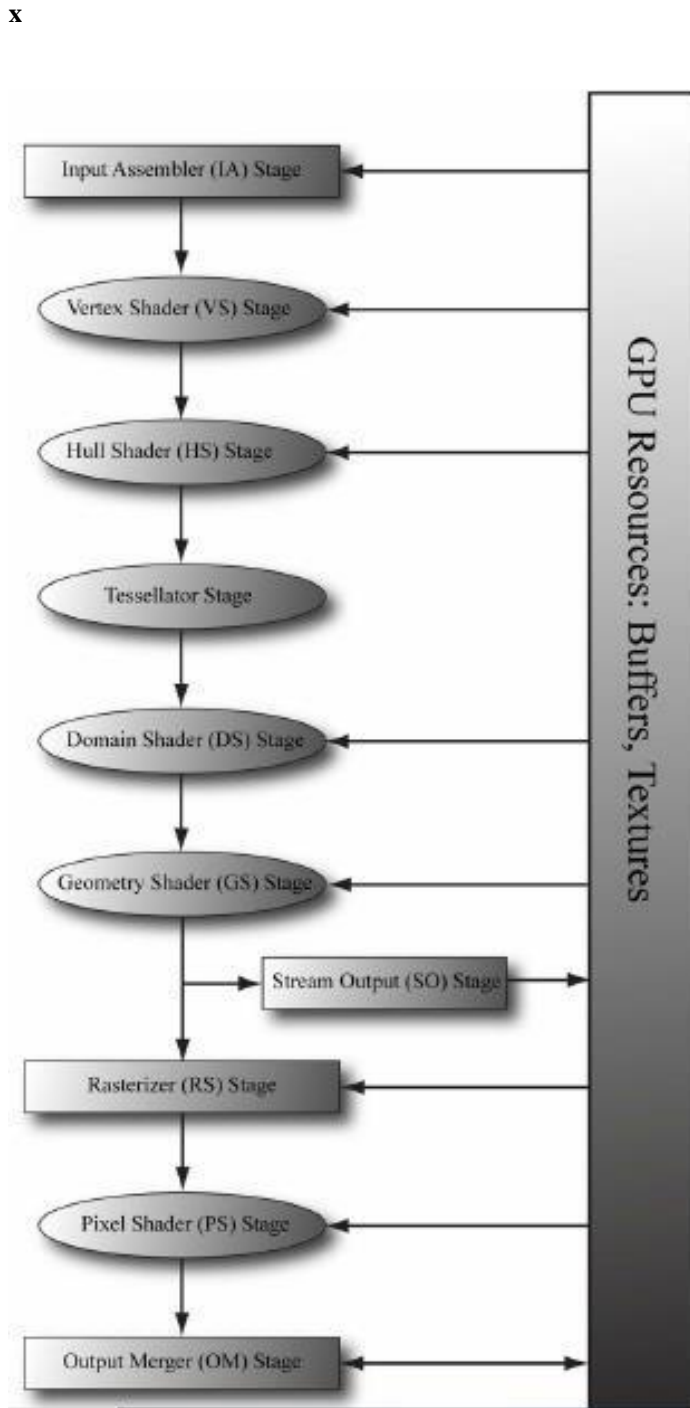 x
Input Assembler (IA) Stage
Vertex Shader (VS) Stage
Hull Shader (HS) Stage
Tessellator Stage
Domain Shader (DS) Stage
Geometry Shader (GS) Stage
Stream Output (SO) Stage
Rasterizer (RS) Stage
Pixel Shader (PS) Stage
Output Merger (OM) Stage
GPU Resources: Buffers, Textures